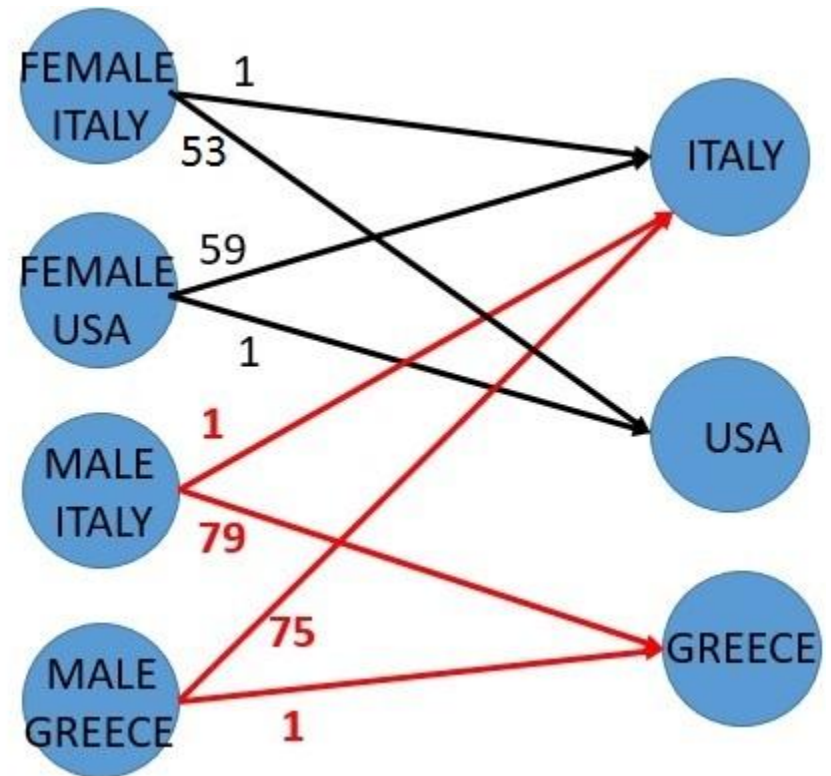 FEMALE
ITALY
1
53
ITALY
FEMALE
USA
59
1
USA
MALE
ITALY
1
79
MALE
GREECE
75
1
GREECE